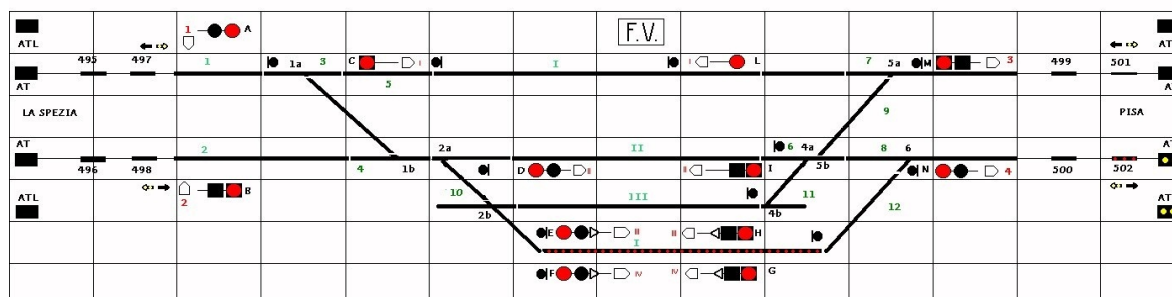 F.V.
1 A
ATL AT
495 497 1 1a 3 C I I I L 7 5a M 3 499 501
AT 5 A
9
LA SPEZIA PISA
AT 2 2a II 6 4a 8 6 AT
496 498 4 1b D II II I 5b N 4 500 502
ATL B 10 III 11 AT
2 2b 4b 12
E II II H
I
F IV IV G